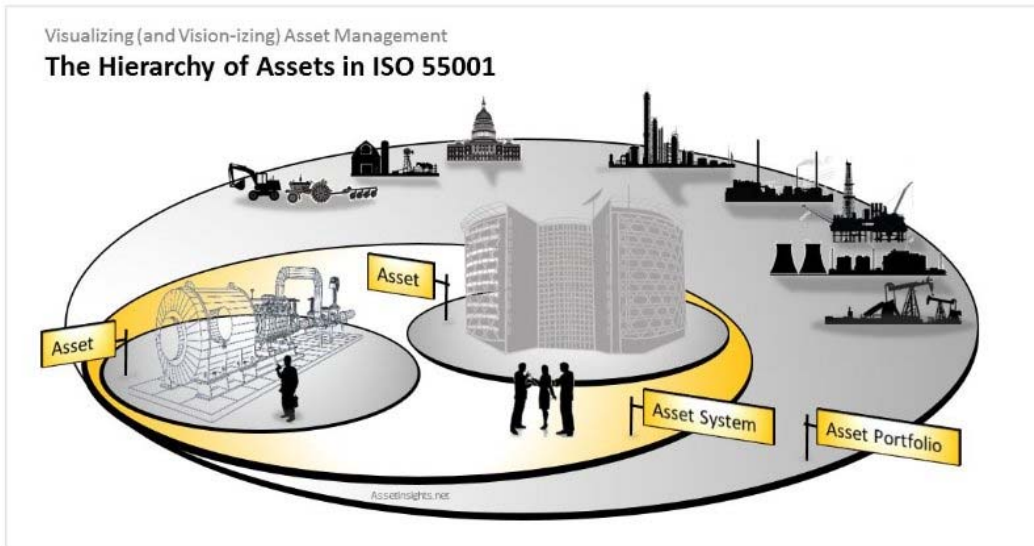 Visualizing (and Vision-izing) Asset Management
The Hierarchy of Assets in ISO 55001
Asset
Asset
Asset System
Asset Portfolio
AssetInsights.net